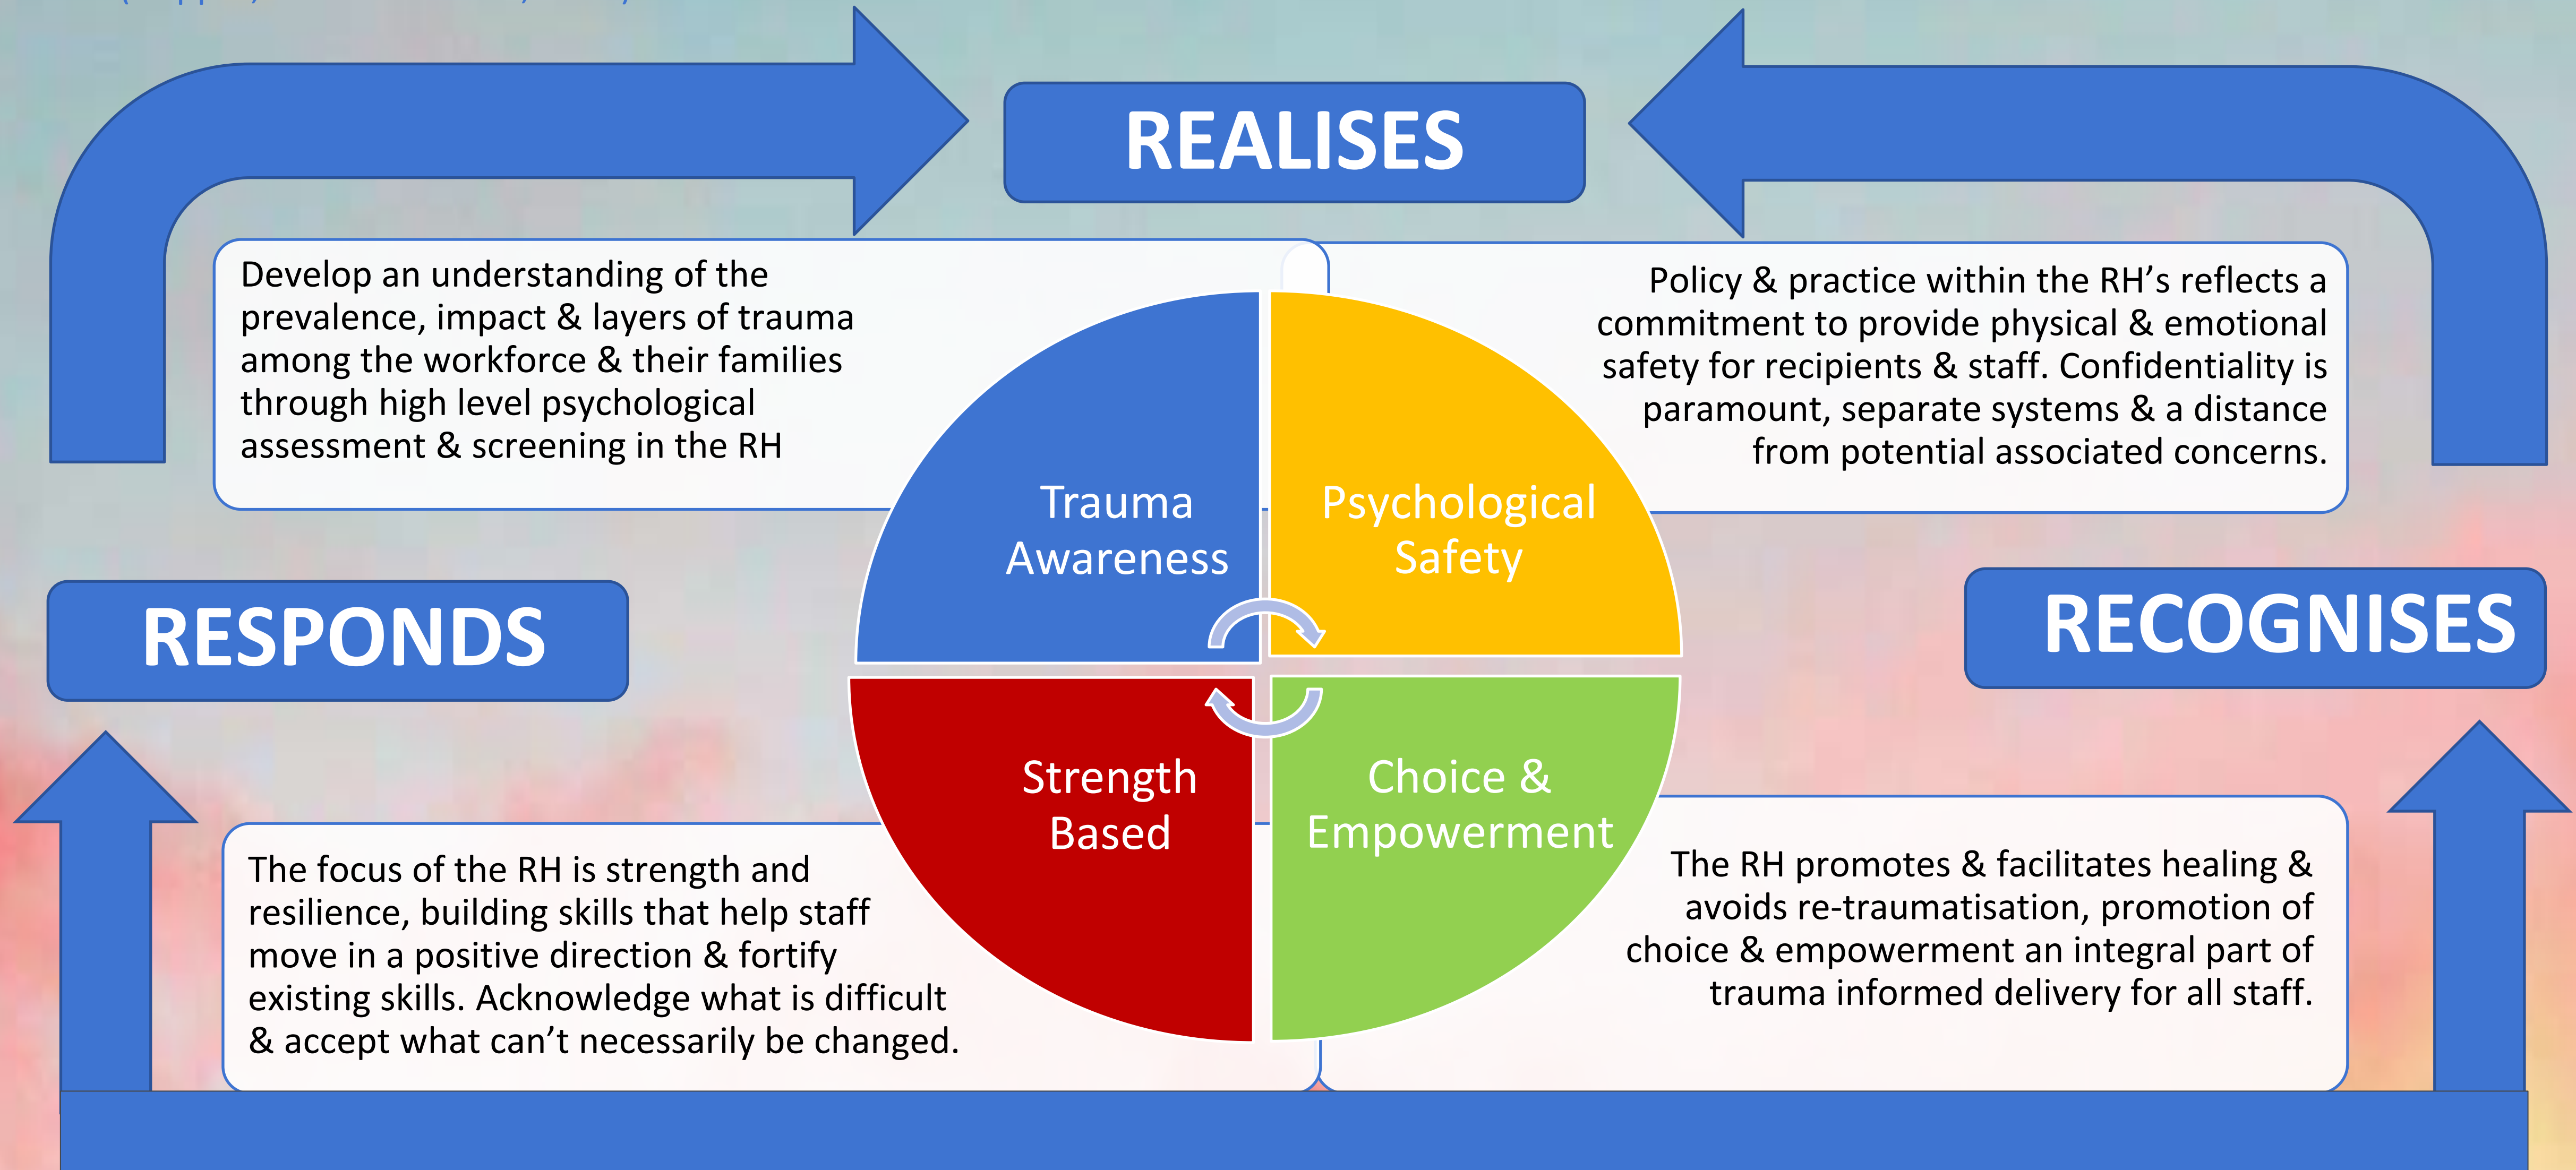 REALISES
Develop an understanding of the
prevalence, impact & layers of trauma
among the workforce & their families
through high level psychological
assessment & screening in the RH
Policy & practice within the RH’s reflects a
commitment to provide physical & emotional
safety for recipients & staff. Confidentiality is
paramount, separate systems & a distance
from potential associated concerns.
Trauma
Awareness
Psychological
Safety
RESPONDS
RECOGNISES
Strength
Based
Choice &
Empowerment
The focus of the RH is strength and
resilience, building skills that help staff
move in a positive direction & fortify
existing skills. Acknowledge what is difficult
& accept what can’t necessarily be changed.
The RH promotes & facilitates healing &
avoids re-traumatisation, promotion of
choice & empowerment an integral part of
trauma informed delivery for all staff.